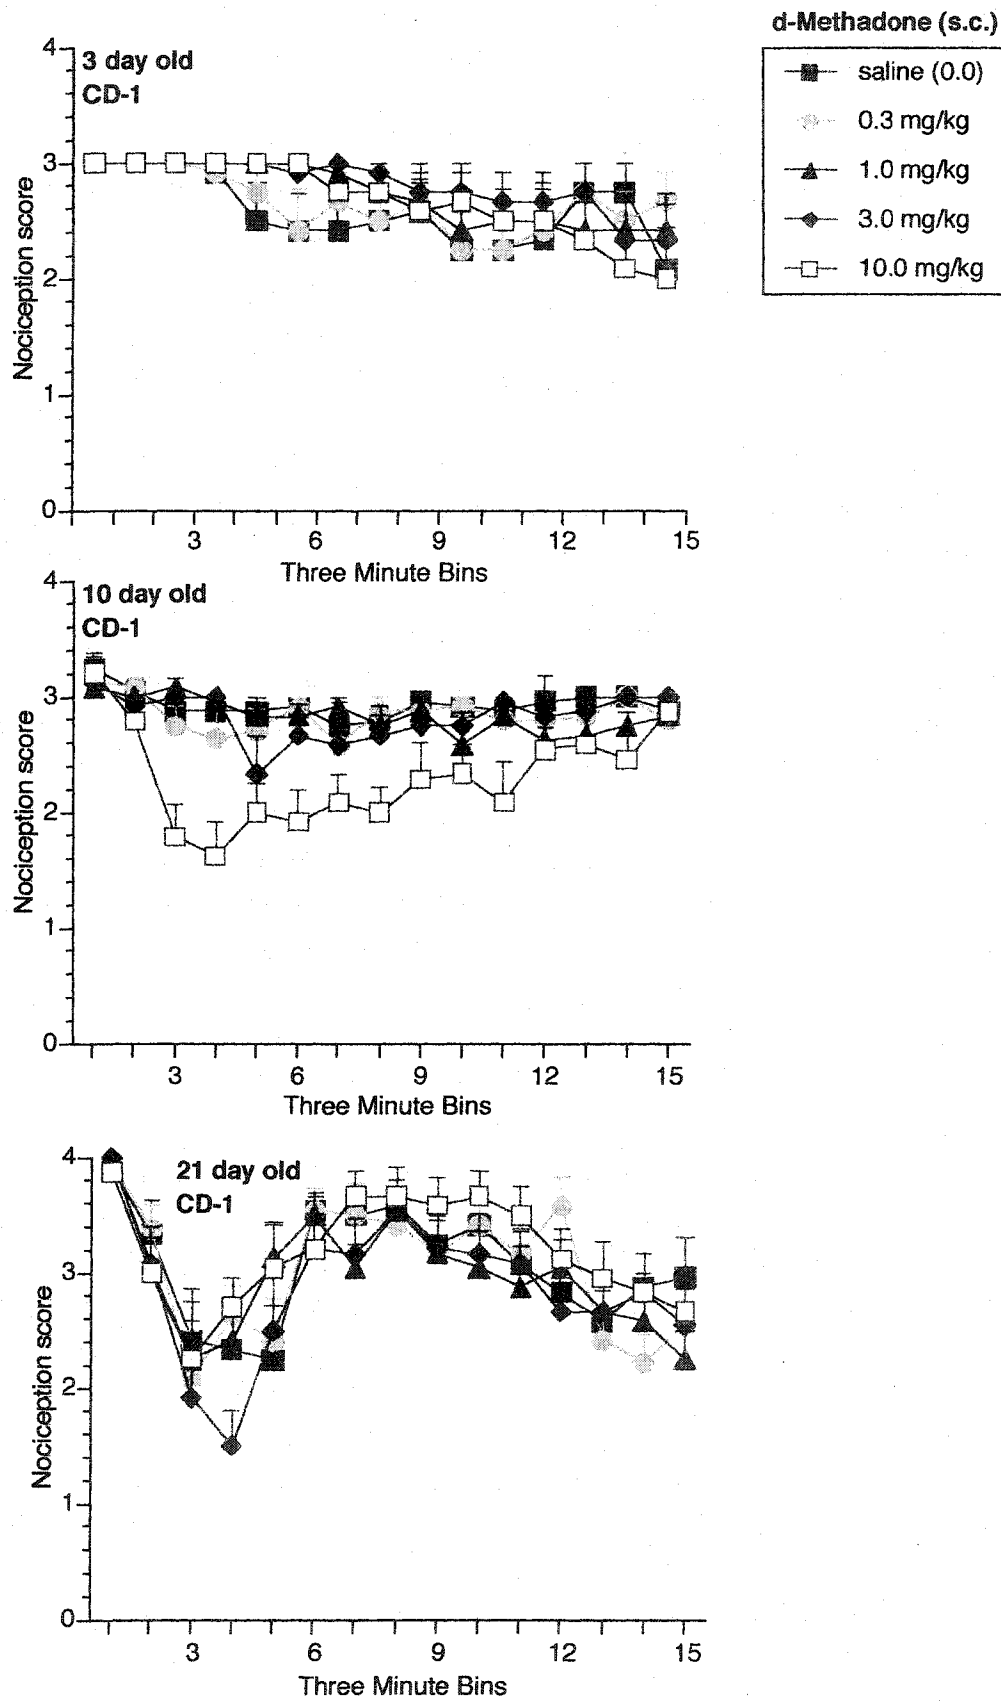 d-Methadone (s.c.)
saline (0.0)
0.3 mg/kg
1.0 mg/kg
3.0 mg/kg
10.0 mg/kg
3 day old
CD-1
Nociception score
4
3
2
1
0
3 6 9 12 15
Three Minute Bins
10 day old
CD-1
Nociception score
4
3
2
1
0
3 6 9 12 15
Three Minute Bins
21 day old
CD-1
Nociception score
4
3
2
1
0
3 6 9 12 15
Three Minute Bins